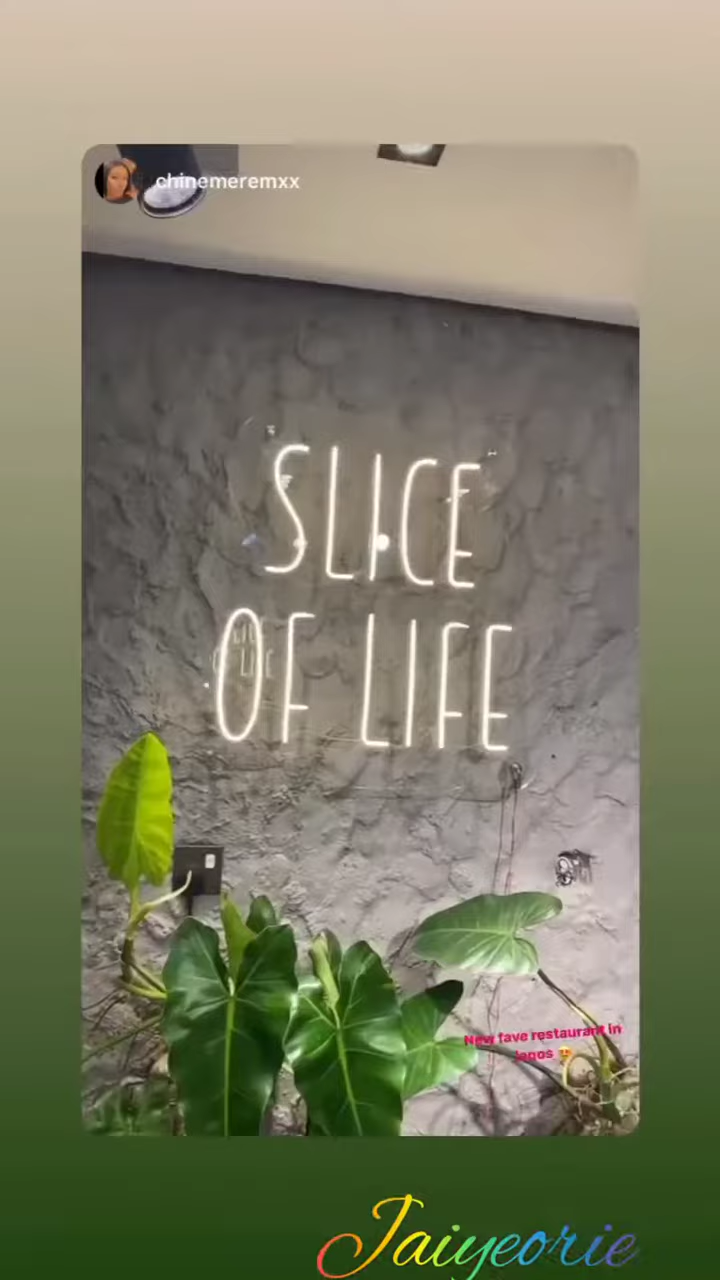 chinemeremxx
SLICE
OF LIFE
New fave restaurant in
lagos 😍
Jaiyeorie